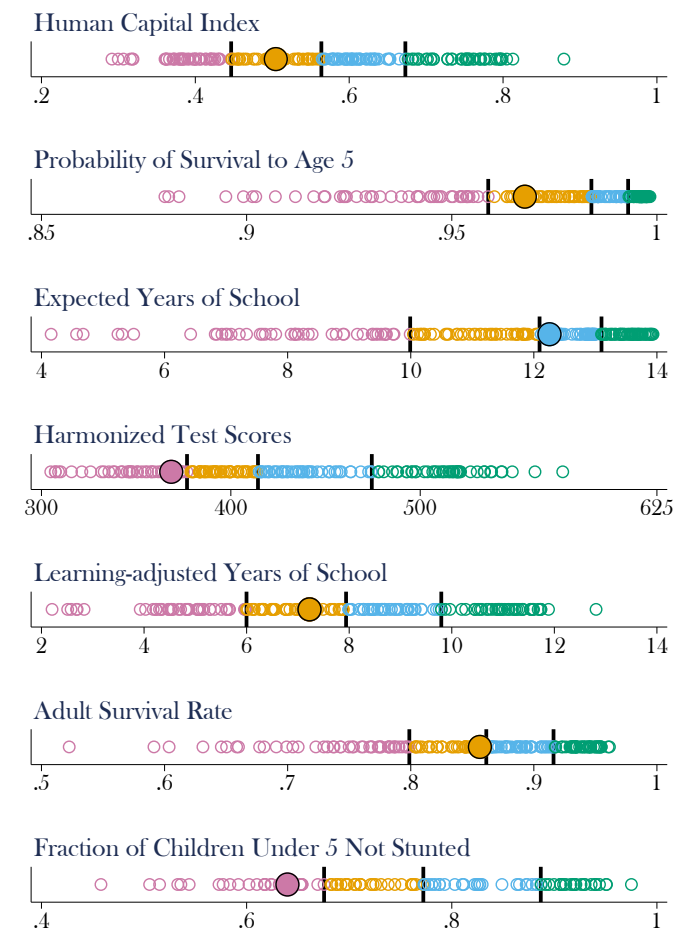 Human Capital Index
.2 .4 .6 .8 1
Probability of Survival to Age 5
.85 .9 .95 1
Expected Years of School
4 6 8 10 12 14
Harmonized Test Scores
300 400 500 625
Learning-adjusted Years of School
2 4 6 8 10 12 14
Adult Survival Rate
.5 .6 .7 .8 .9 1
Fraction of Children Under 5 Not Stunted
.4 .6 .8 1